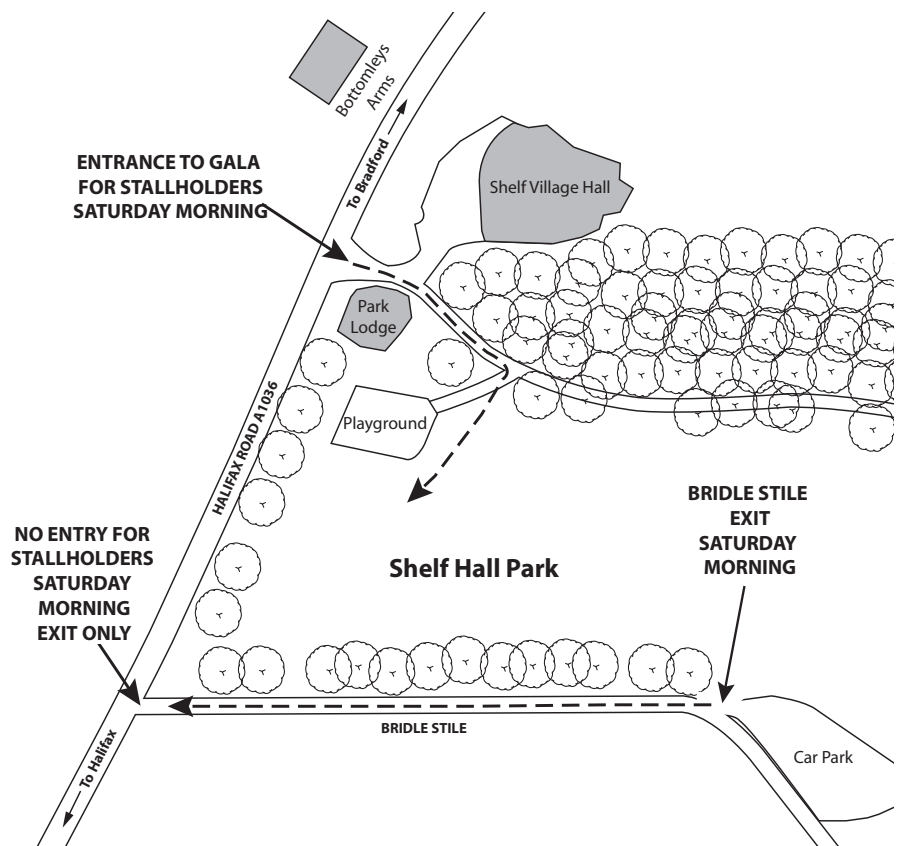 Bottomleys
Arms
To Bradford
ENTRANCE TO GALA
FOR STALLHOLDERS
SATURDAY MORNING
Shelf Village Hall
Park
Lodge
Playground
HALIFAX ROAD A1036
BRIDLE STILE
EXIT
SATURDAY
MORNING
NO ENTRY FOR
STALLHOLDERS
SATURDAY
MORNING
EXIT ONLY
Shelf Hall Park
BRIDLE STILE
To Halifax
Car Park